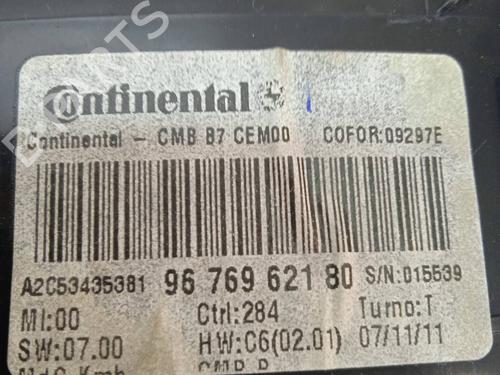 Continental
Continental - CMB B7 CEM00 COFOR:09297E
A2C53435381 96 769 621 80 S/N:015539
MI:00 Ctrl:284 Turno:T
SW:07.00 HW:C6(02.01) 07/11/11
PARTS